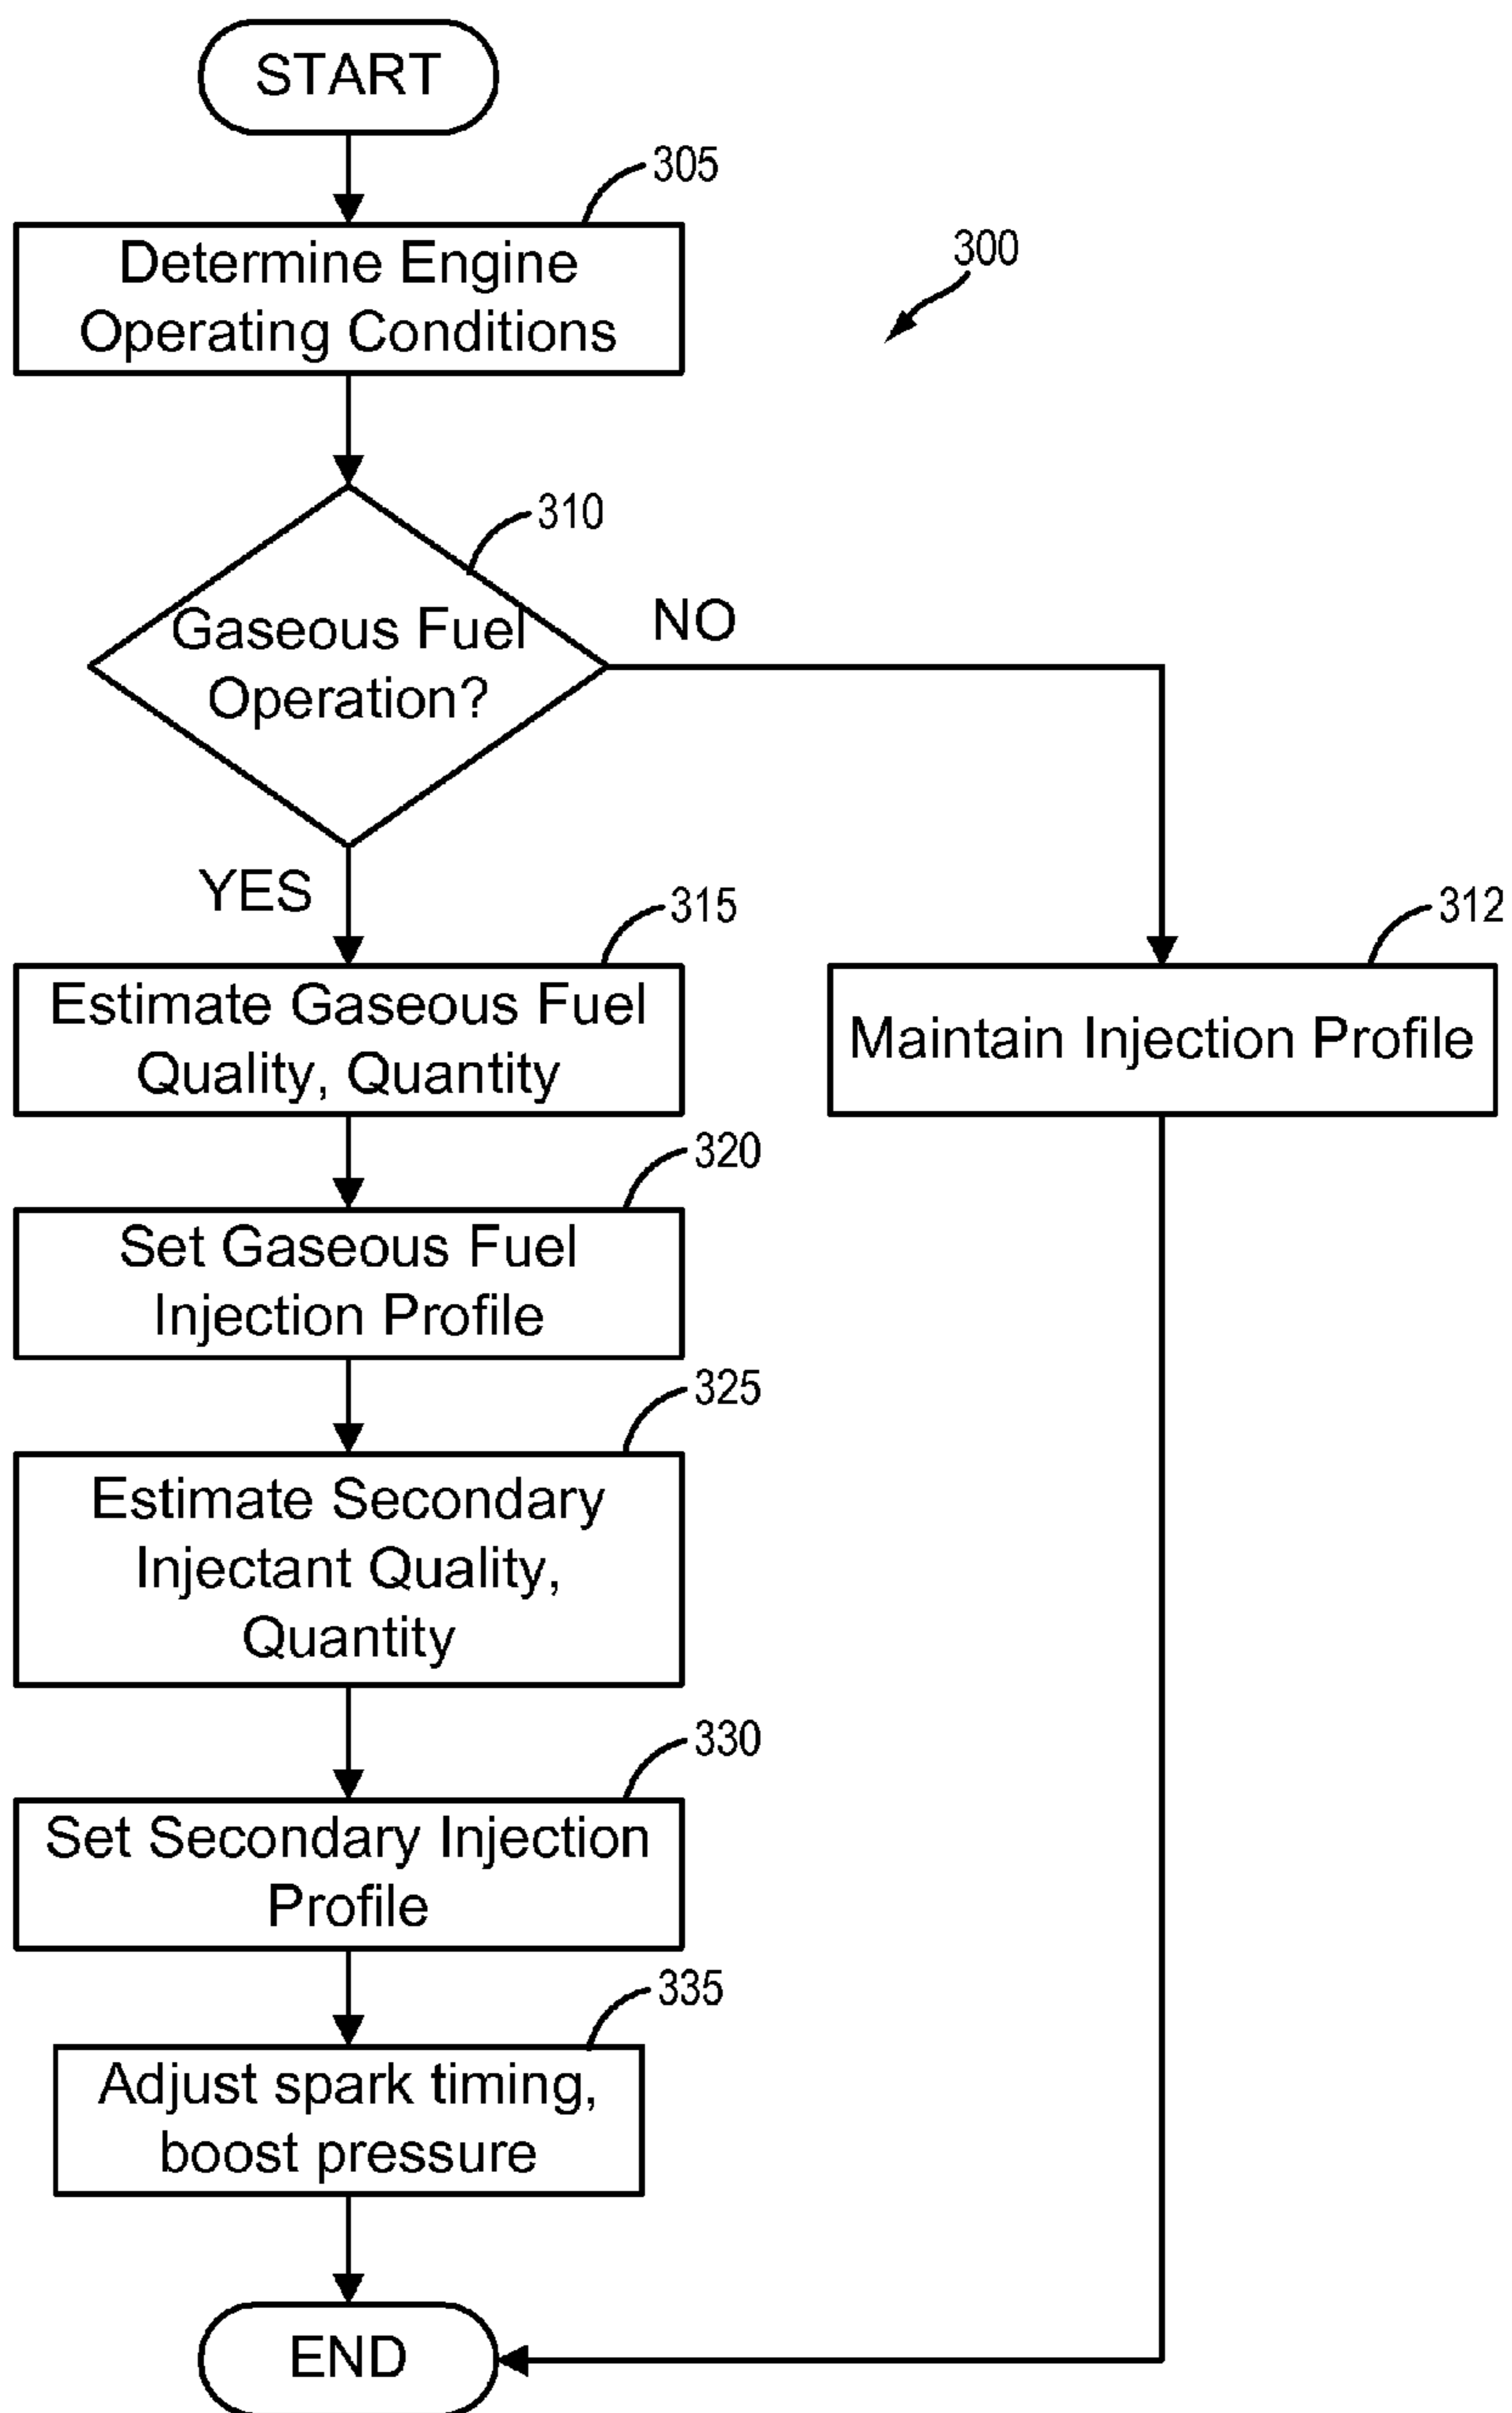 START
305
Determine Engine
Operating Conditions
300
310
Gaseous Fuel
Operation?
NO
YES
315
Estimate Gaseous Fuel
Quality, Quantity
312
Maintain Injection Profile
320
Set Gaseous Fuel
Injection Profile
325
Estimate Secondary
Injectant Quality,
Quantity
330
Set Secondary Injection
Profile
335
Adjust spark timing,
boost pressure
END